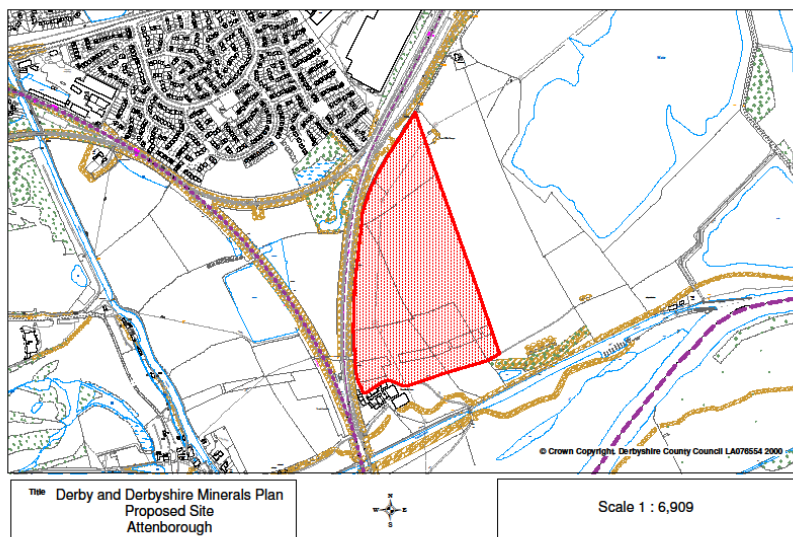 © Crown Copyright. Derbyshire County Council LA076554 2000
Title Derby and Derbyshire Minerals Plan
Proposed Site
Attenborough
N
W E
S
Scale 1 : 6,909